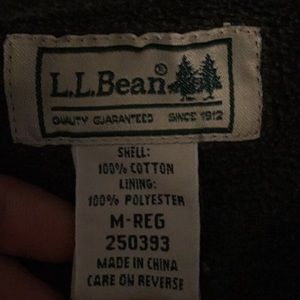 L.L.Bean®
QUALITY GUARANTEED SINCE 1912
SHELL:
100% COTTON
LINING:
100% POLYESTER
M-REG
250393
MADE IN CHINA
CARE ON REVERSE